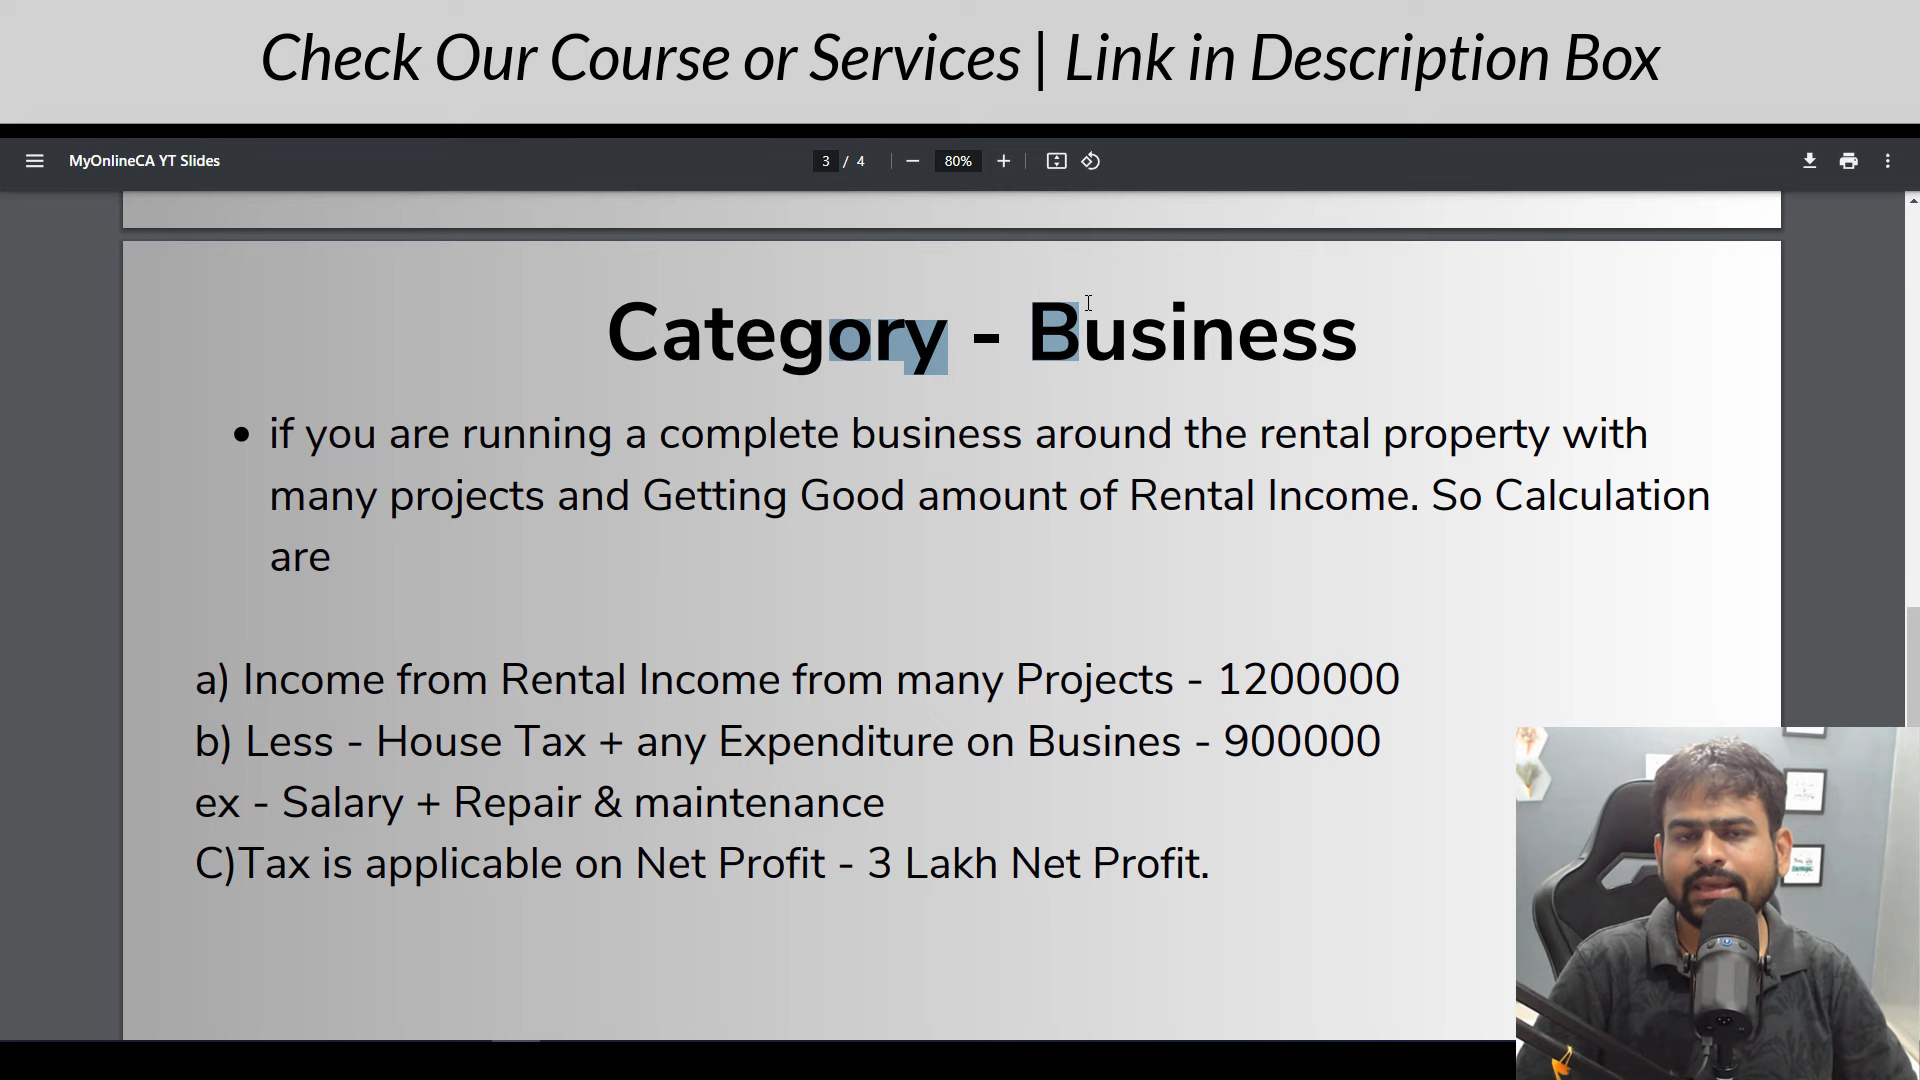 Check Our Course or Services | Link in Description Box
MyOnlineCA YT Slides
3 / 4
80%
Category - Business
• if you are running a complete business around the rental property with
many projects and Getting Good amount of Rental Income. So Calculation
are
a) Income from Rental Income from many Projects - 1200000
b) Less - House Tax + any Expenditure on Busines - 900000
ex - Salary + Repair & maintenance
C)Tax is applicable on Net Profit - 3 Lakh Net Profit.